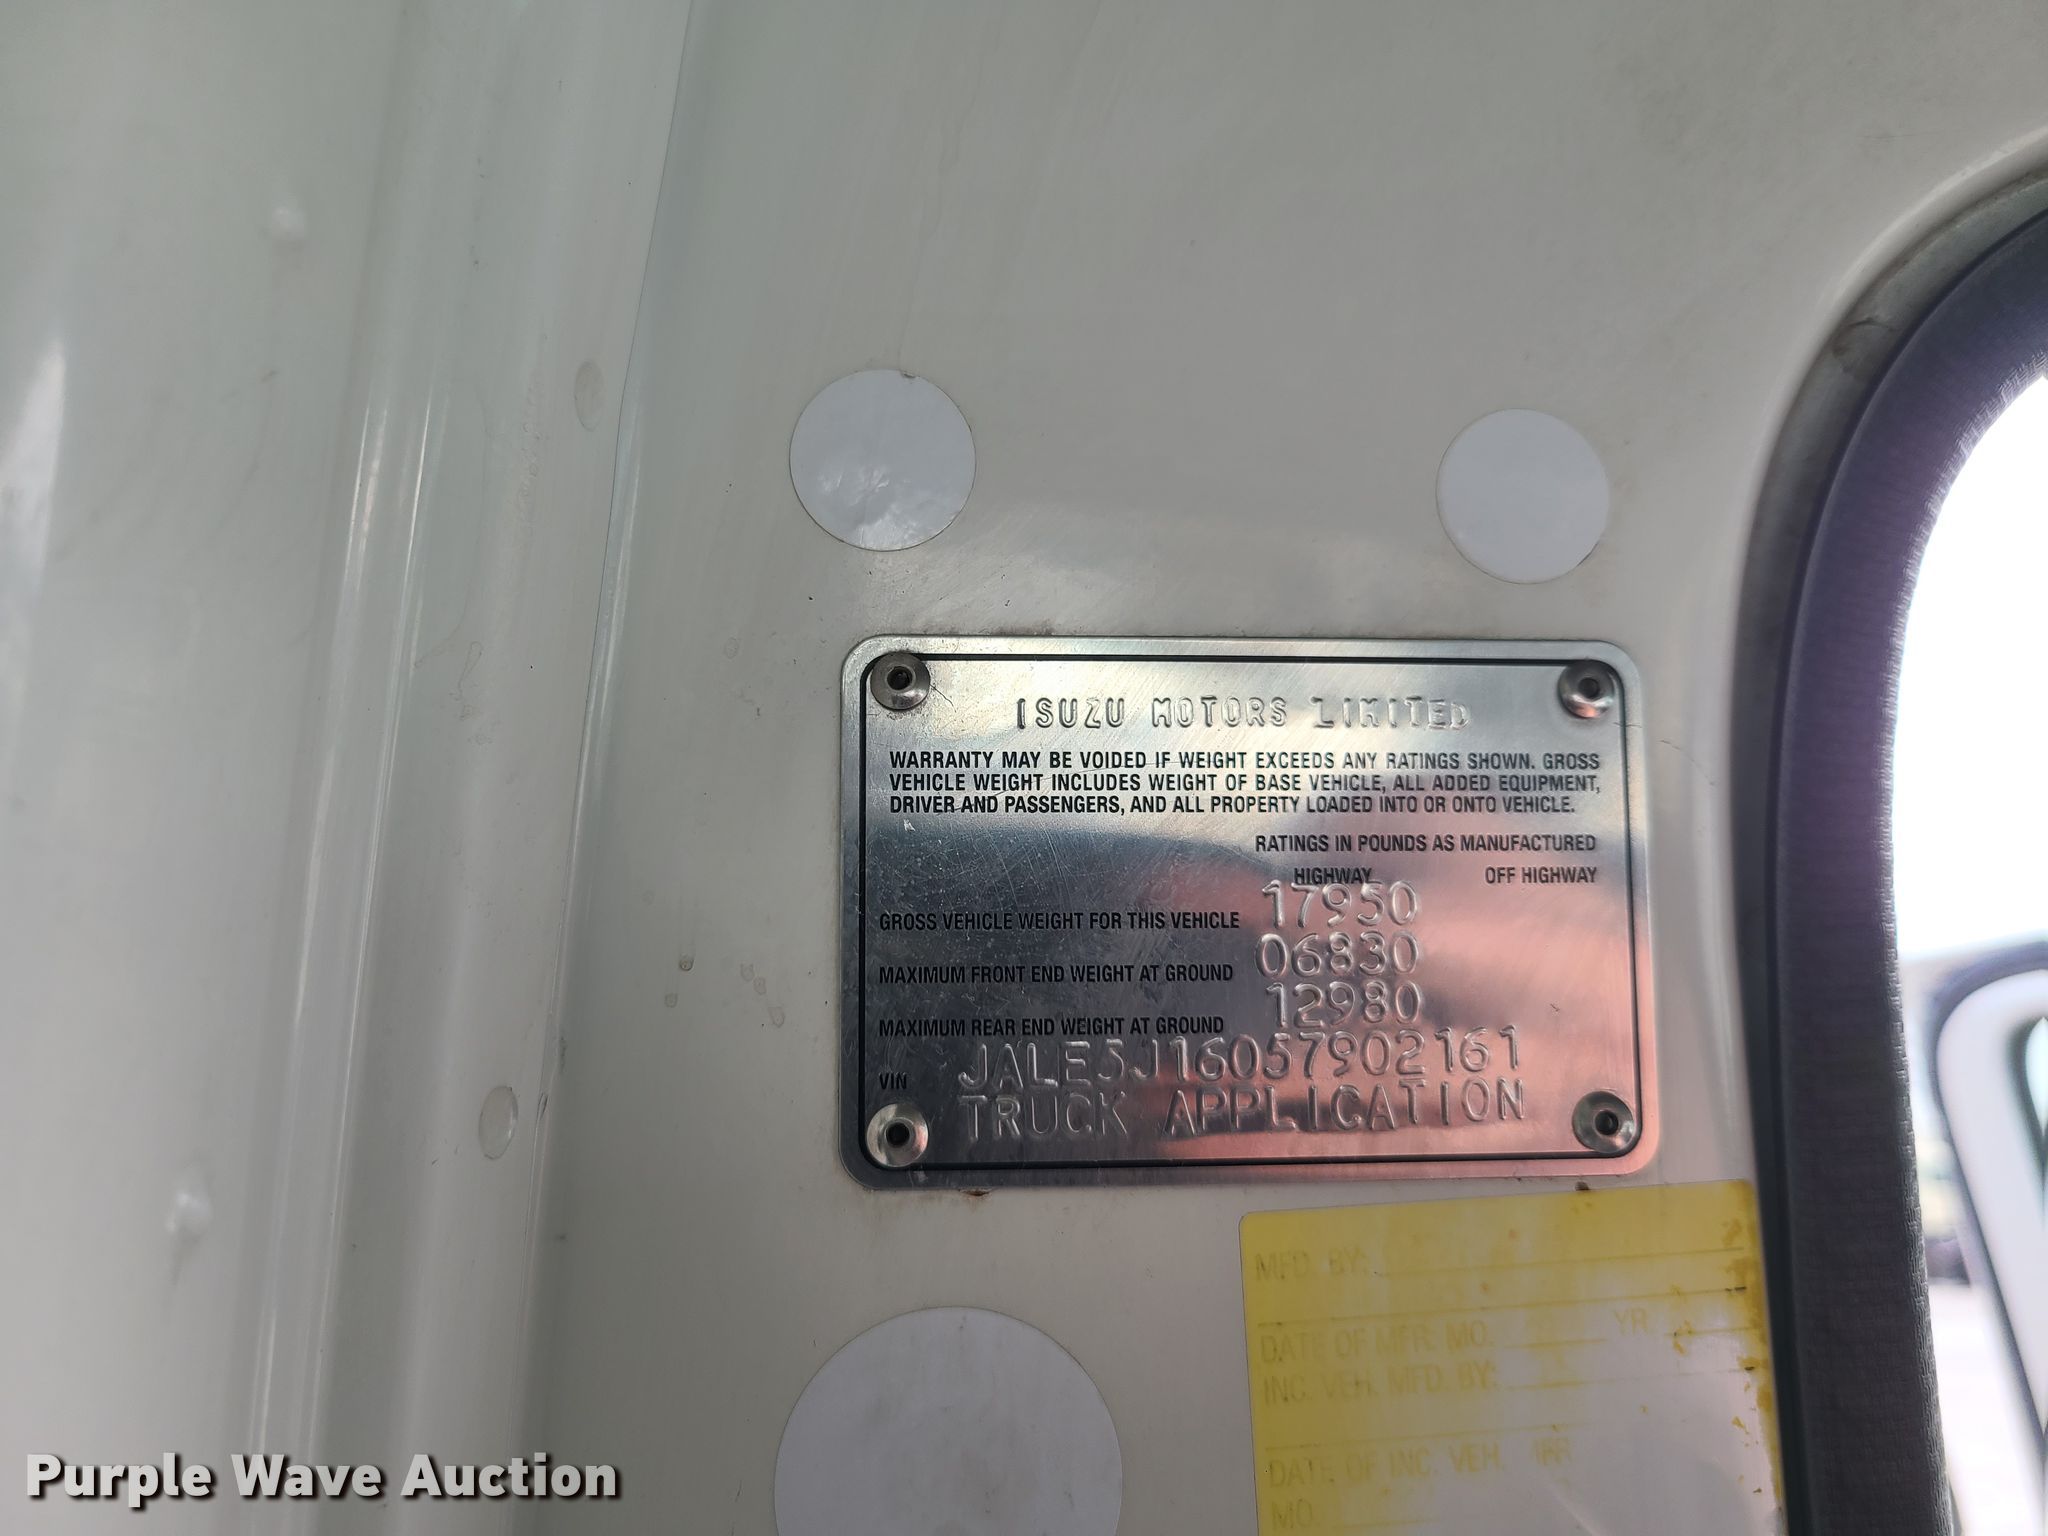 ISUZU MOTORS LIMITED
WARRANTY MAY BE VOIDED IF WEIGHT EXCEEDS ANY RATINGS SHOWN. GROSS
VEHICLE WEIGHT INCLUDES WEIGHT OF BASE VEHICLE, ALL ADDED EQUIPMENT,
DRIVER AND PASSENGERS, AND ALL PROPERTY LOADED INTO OR ONTO VEHICLE.
RATINGS IN POUNDS AS MANUFACTURED
HIGHWAY OFF HIGHWAY
GROSS VEHICLE WEIGHT FOR THIS VEHICLE 17950
MAXIMUM FRONT END WEIGHT AT GROUND 06830
MAXIMUM REAR END WEIGHT AT GROUND 12980
VIN JALE5J16057902161
TRUCK APPLICATION
MFD. BY:
DATE OF MFR. MO. YR.
INC. VEH. MFD. BY:
DATE OF INC. VEH. MFR
MO.
Purple Wave Auction